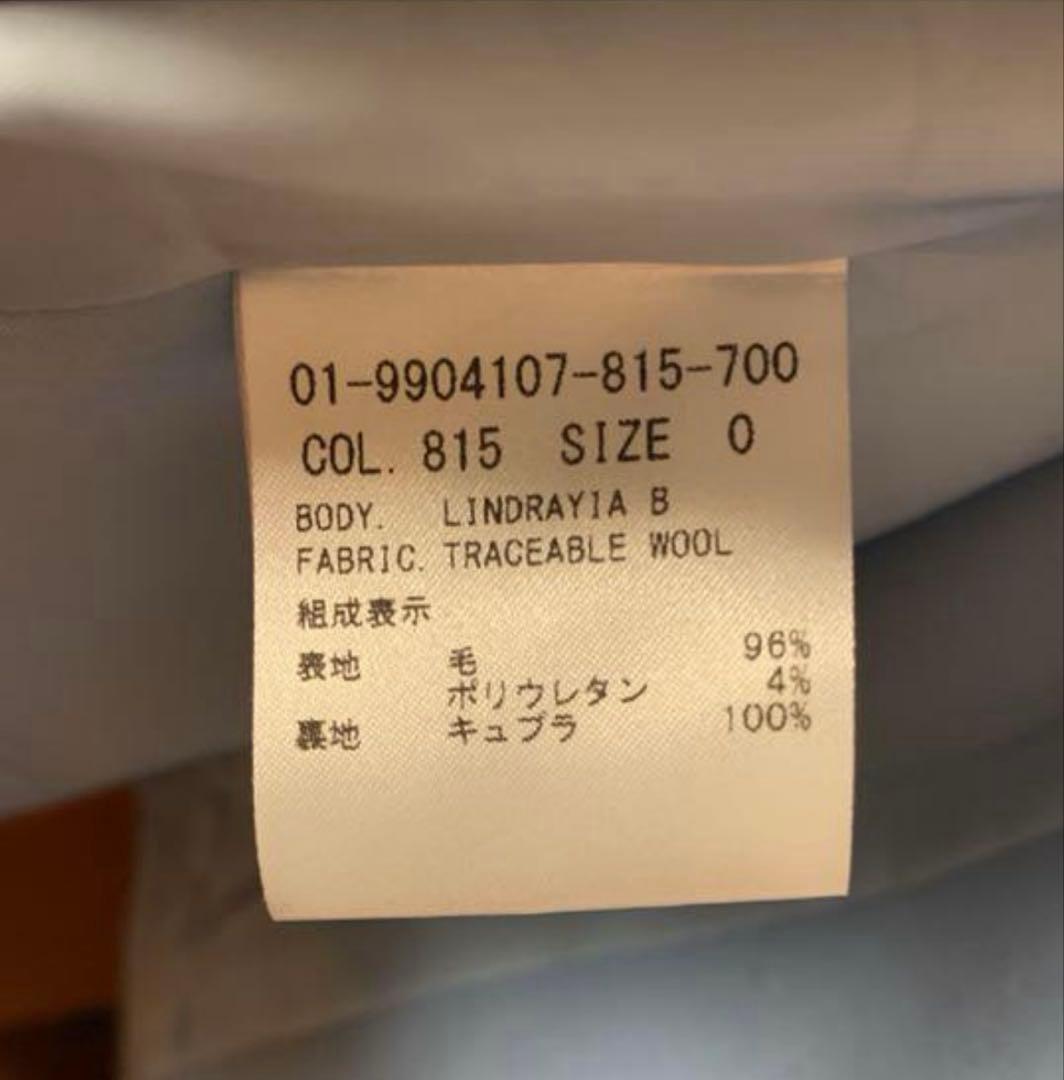 01-9904107-815-700
COL. 815 SIZE 0
BODY. LINDRAYIA B
FABRIC. TRACEABLE WOOL
組成表示
表地 毛 96%
ポリウレタン 4%
裏地 キュプラ 100%